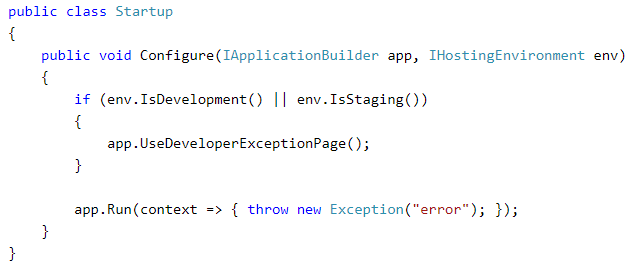 public class Startup
{
    public void Configure(IApplicationBuilder app, IHostingEnvironment env)
    {
        if (env.IsDevelopment() || env.IsStaging())
        {
            app.UseDeveloperExceptionPage();
        }

        app.Run(context => { throw new Exception("error"); });
    }
}